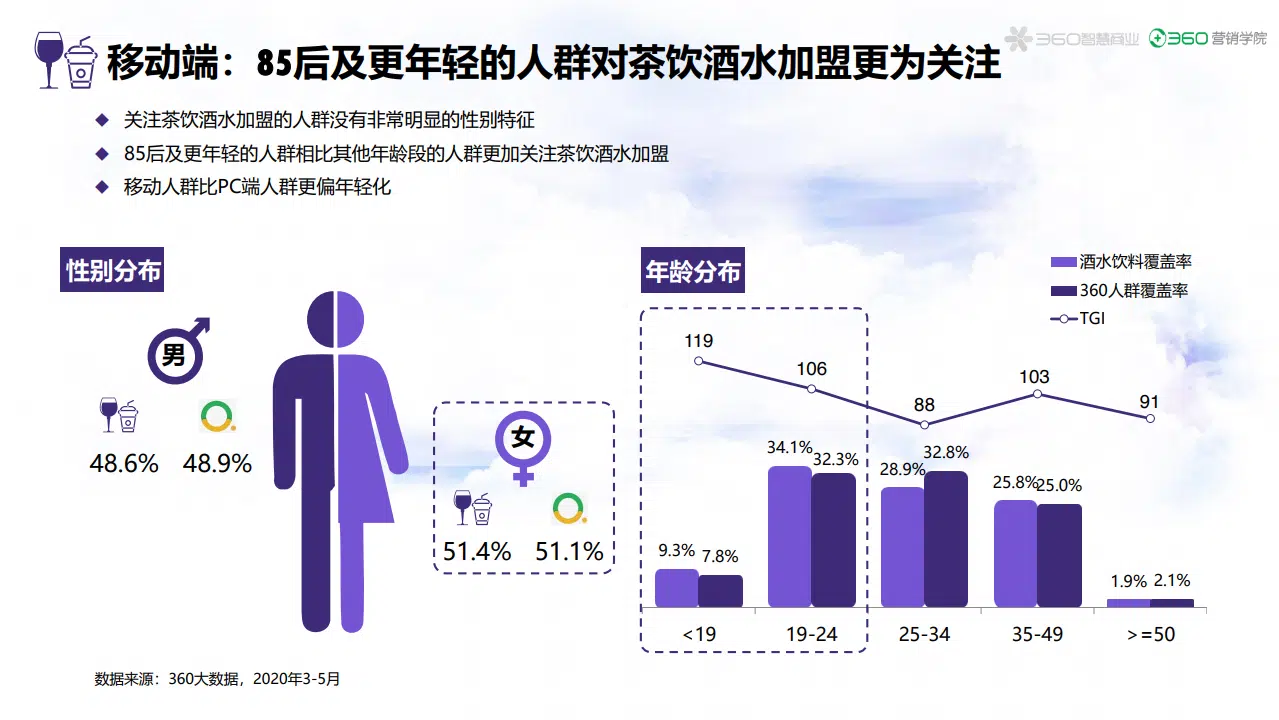 360智慧商业
360 营销学院
移动端：85后及更年轻的人群对茶饮酒水加盟更为关注
关注茶饮酒水加盟的人群没有非常明显的性别特征
85后及更年轻的人群相比其他年龄段的人群更加关注茶饮酒水加盟
移动人群比PC端人群更偏年轻化
性别分布
男
48.6% 48.9%
女
51.4% 51.1%
年龄分布
酒水饮料覆盖率
360人群覆盖率
TGI
119 106 88 103 91
9.3% 7.8% 34.1% 32.3% 28.9% 32.8% 25.8% 25.0% 1.9% 2.1%
<19 19-24 25-34 35-49 >=50
数据来源：360大数据，2020年3-5月